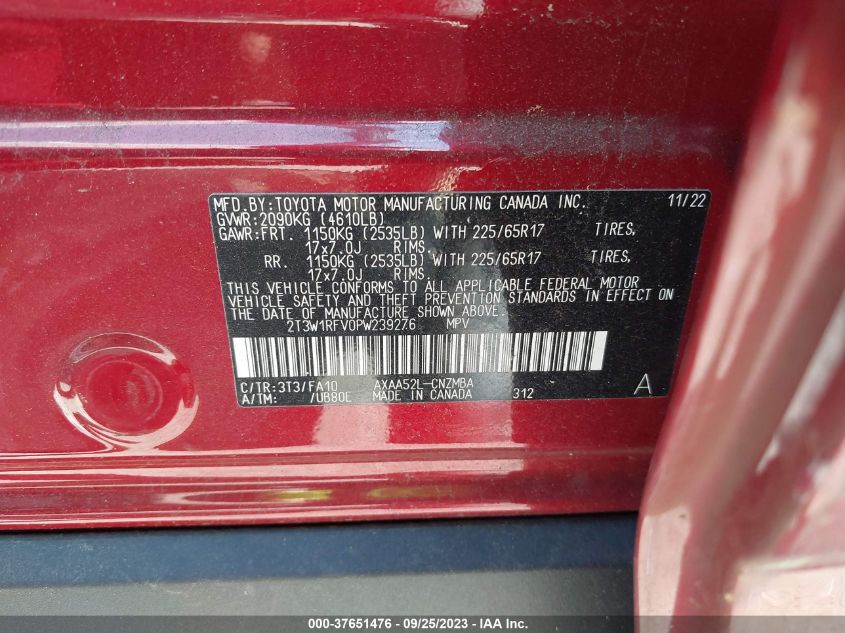 MFD.BY:TOYOTA MOTOR MANUFACTURING CANADA INC. 11/22
GVWR:2090KG (4610LB)
GAWR:FRT. 1150KG (2535LB) WITH 225/65R17 TIRES,
17x7.0J RIMS,
RR. 1150KG (2535LB) WITH 225/65R17 TIRES,
17x7.0J RIMS.
THIS VEHICLE CONFORMS TO ALL APPLICABLE FEDERAL MOTOR
VEHICLE SAFETY AND THEFT PREVENTION STANDARDS IN EFFECT ON
THE DATE OF MANUFACTURE SHOWN ABOVE.
2T3W1RFV0PW239276 MPV
C/TR:3T3/FA10 AXAA52L-CNZMBA
A/TM: /UB80E MADE IN CANADA 312 A
000-37651476 - 09/25/2023 - IAA Inc.